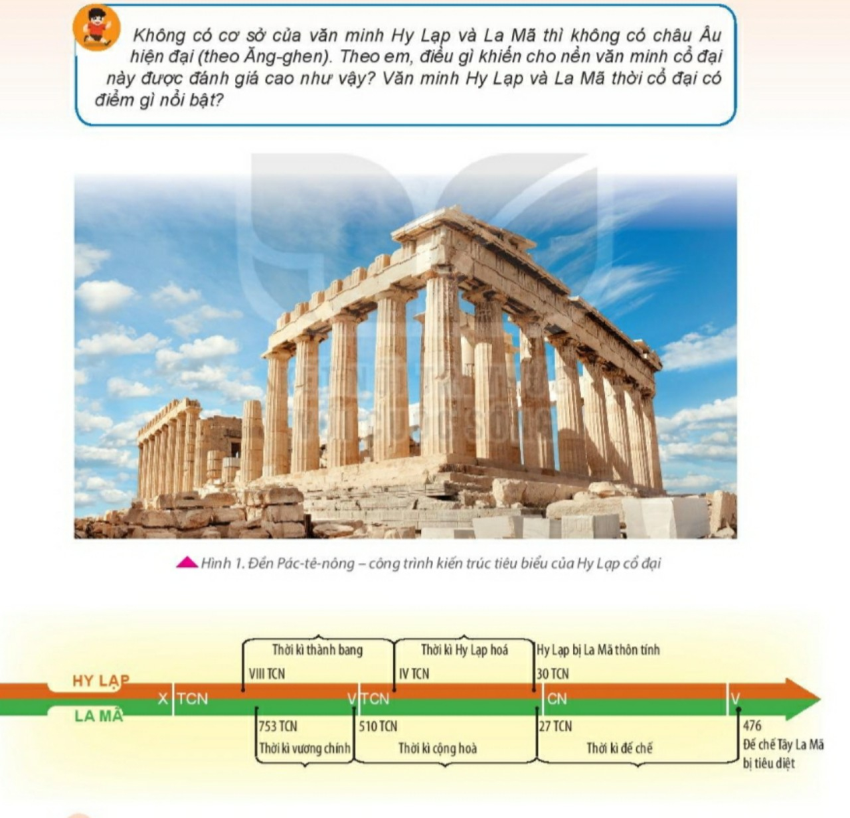 Không có cơ sở của văn minh Hy Lạp và La Mã thì không có châu Âu
hiện đại (theo Ăng-ghen). Theo em, điều gì khiến cho nền văn minh cổ đại
này được đánh giá cao như vậy? Văn minh Hy Lạp và La Mã thời cổ đại có
điểm gì nổi bật?
Hình 1. Đền Pác-tê-nông – công trình kiến trúc tiêu biểu của Hy Lạp cổ đại
Thời kì thành bang
Thời kì Hy Lạp hoá
Hy Lạp bị La Mã thôn tính
VIII TCN
IV TCN
30 TCN
HY LẠP
X TCN
V TCN
CN
V
LA MÃ
753 TCN
510 TCN
27 TCN
476
Thời kì vương chính
Thời kì cộng hoà
Thời kì đế chế
Đế chế Tây La Mã
bị tiêu diệt